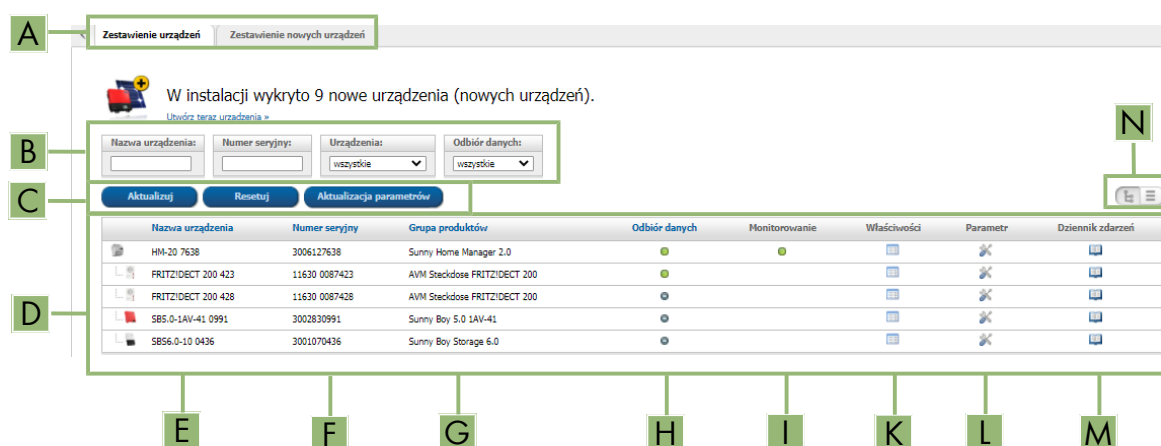 A
Zestawienie urządzeń Zestawienie nowych urządzeń
W instalacji wykryto 9 nowe urządzenia (nowych urządzeń).
Utwórz teraz urządzenia »
N
B
Nazwa urządzenia: Numer seryjny: Urządzenia: Odbiór danych:
wszystkie wszystkie
C
Aktualizuj Resetuj Aktualizacja parametrów
Nazwa urządzenia Numer seryjny Grupa produktów Odbiór danych Monitorowanie Właściwości Parametr Dziennik zdarzeń
HM-20 7638 3006127638 Sunny Home Manager 2.0
FRITZ!DECT 200 423 11630 0087423 AVM Steckdose FRITZ!DECT 200
D
FRITZ!DECT 200 428 11630 0087428 AVM Steckdose FRITZ!DECT 200
SB5.0-1AV-41 0991 3002830991 Sunny Boy 5.0 1AV-41
SBS6.0-10 0436 3001070436 Sunny Boy Storage 6.0
E F G H I K L M